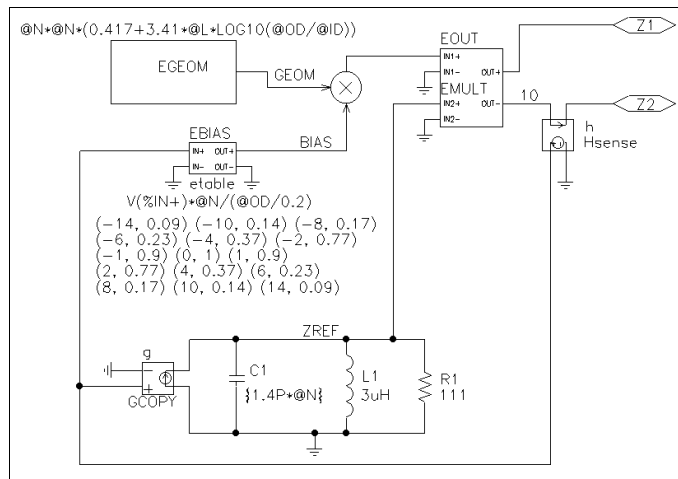 @N*@N*(0.417+3.41*@L*LOG10(@OD/@ID))
EGEOM
GEOM
EOUT
Z1
IN1+
IN1-
OUT+
EMULT
IN2+
OUT-
IN2-
10
Z2
h
Hsense
EBIAS
BIAS
IN+ OUT+
IN- OUT-
etable
V(%IN+)*@N/(@OD/0.2)
(-14, 0.09) (-10, 0.14) (-8, 0.17)
(-6, 0.23) (-4, 0.37) (-2, 0.77)
(-1, 0.9) (0, 1) (1, 0.9)
(2, 0.77) (4, 0.37) (6, 0.23)
(8, 0.17) (10, 0.14) (14, 0.09)
ZREF
g
GCOPY
C1
{1.4P*@N}
L1
3uH
R1
111